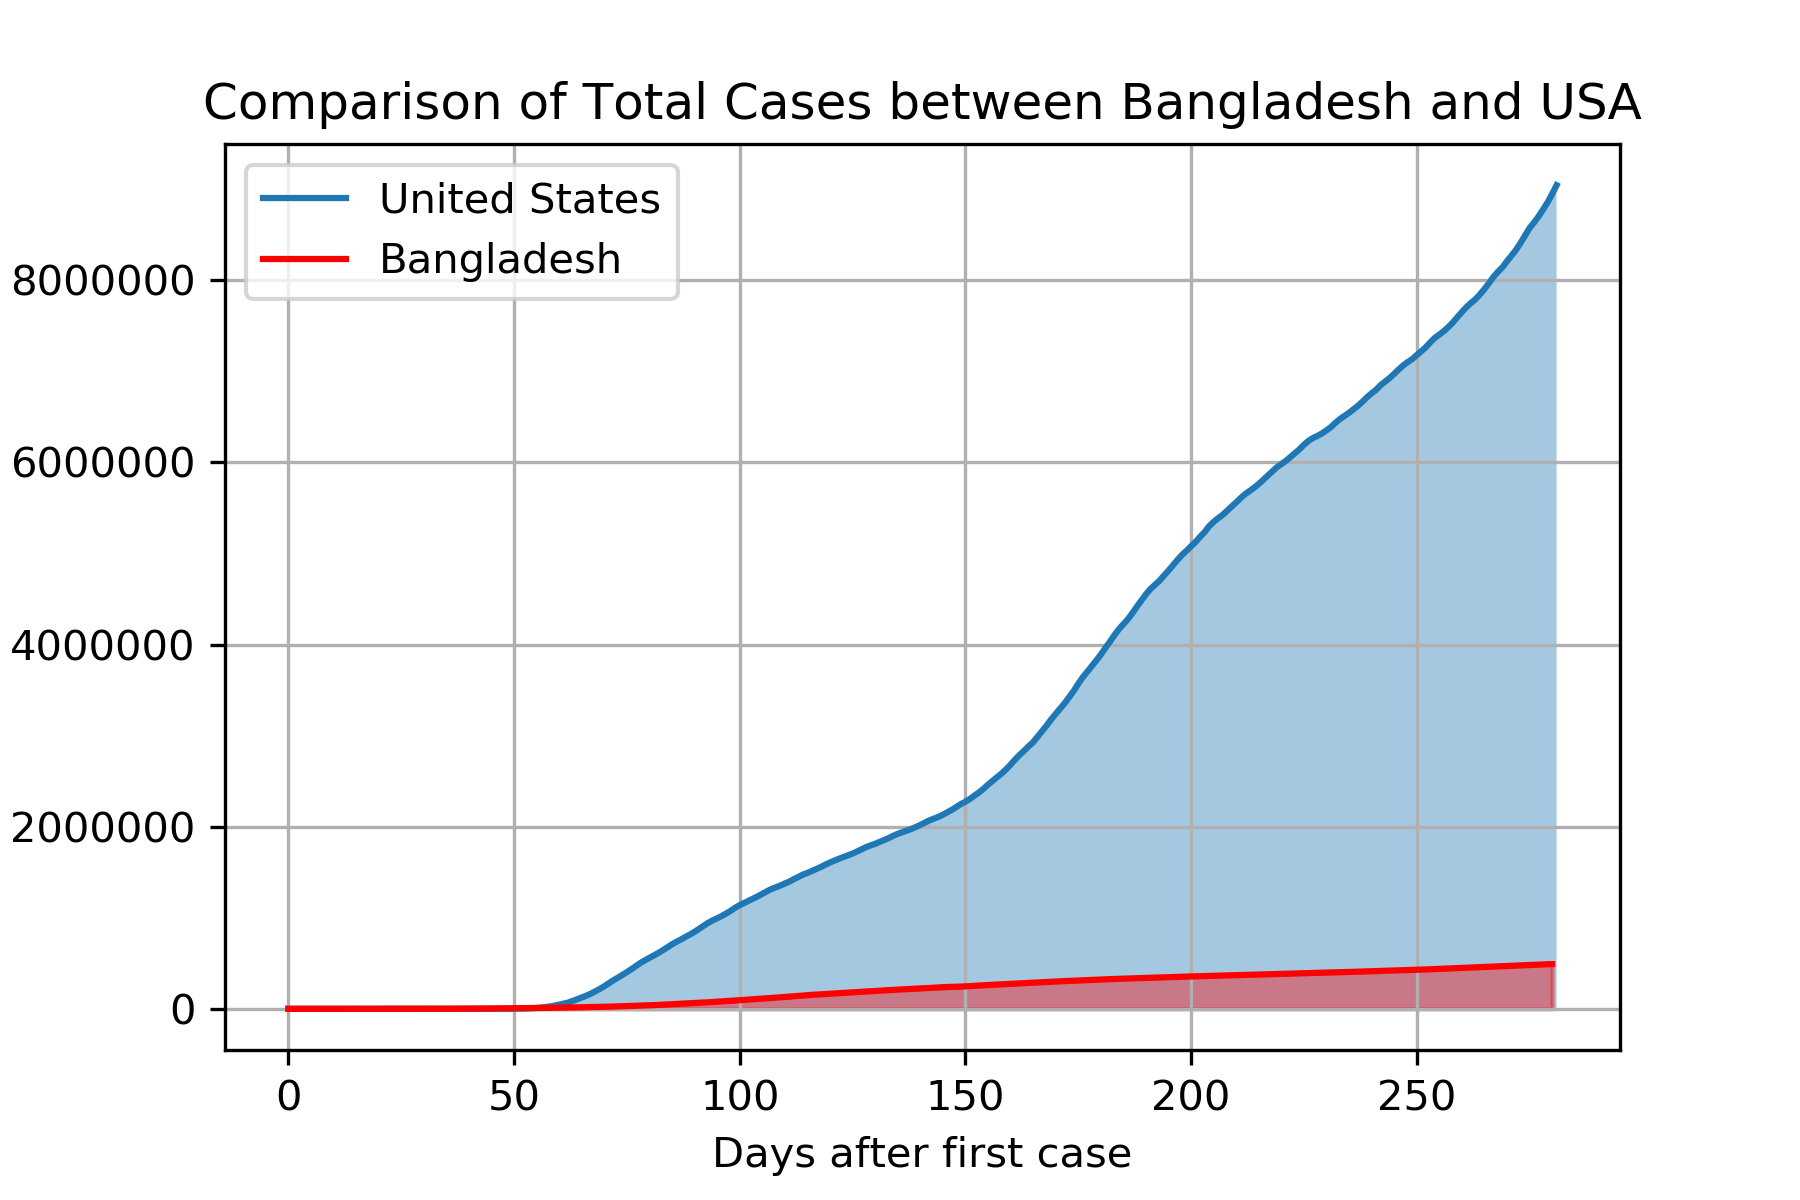 Comparison of Total Cases between Bangladesh and USA
United States
Bangladesh
8000000
6000000
4000000
2000000
0
0 50 100 150 200 250
Days after first case